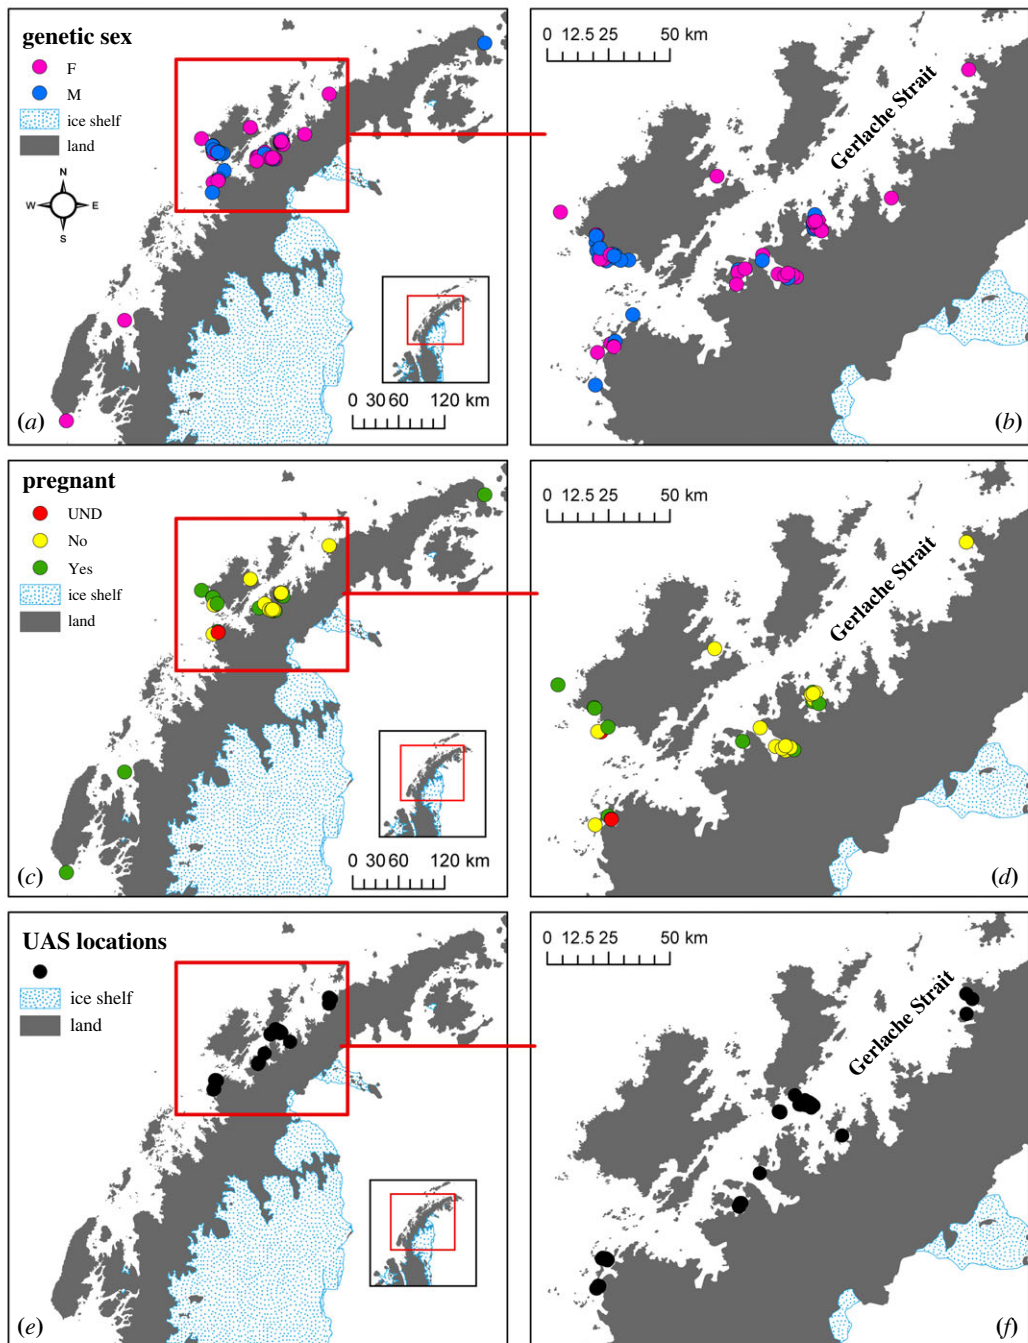 genetic sex
F
M
ice shelf
land
N
W E
S
0 30 60 120 km
(a)
0 12.5 25 50 km
Gerlache Strait
(b)
pregnant
UND
No
Yes
ice shelf
land
0 30 60 120 km
(c)
0 12.5 25 50 km
Gerlache Strait
(d)
UAS locations
ice shelf
land
(e)
0 12.5 25 50 km
Gerlache Strait
(f)